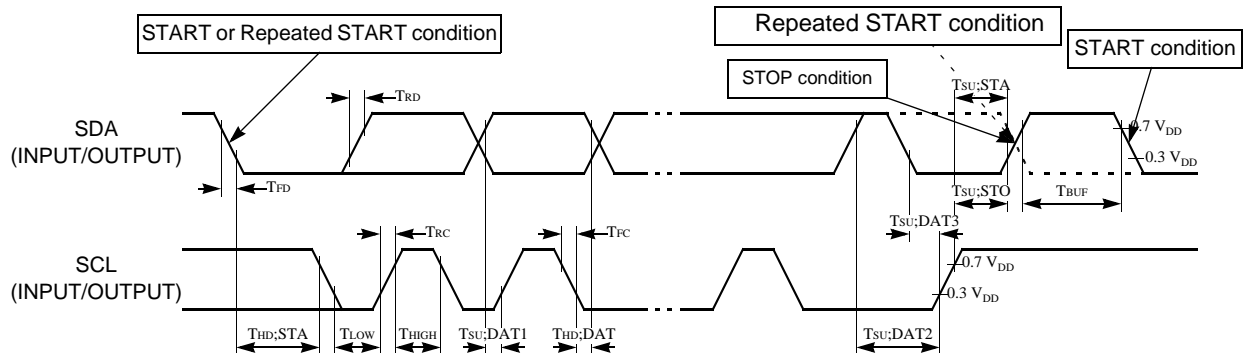 START or Repeated START condition
Repeated START condition
START condition
STOP condition
TSU;STA
TRD
SDA
(INPUT/OUTPUT)
0.7 VDD
0.3 VDD
TFD
TSU;STO
TBUF
TSU;DAT3
TRC
TFC
SCL
(INPUT/OUTPUT)
0.7 VDD
0.3 VDD
THD;STA
TLOW
THIGH
TSU;DAT1
THD;DAT
TSU;DAT2